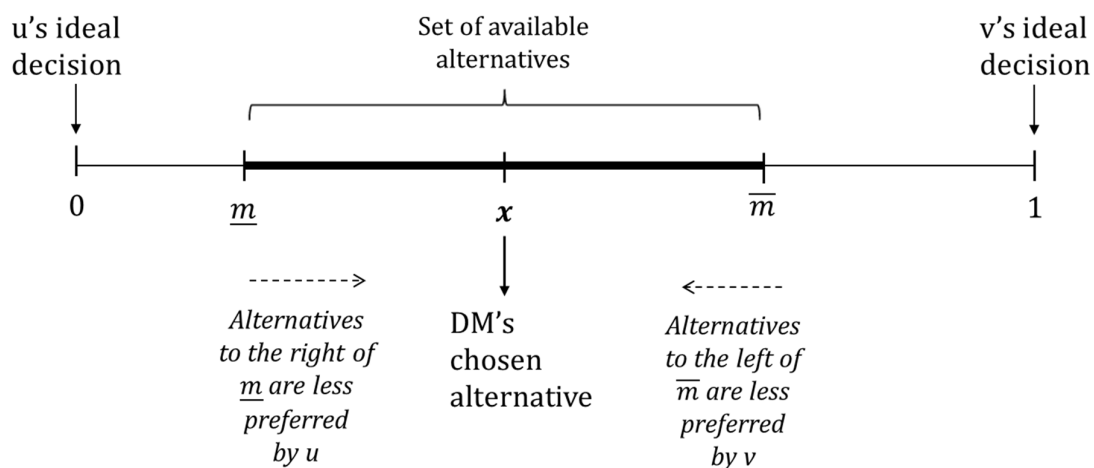 u's ideal
decision
Set of available
alternatives
v's ideal
decision
0
m̲
x
m̅
1
Alternatives
to the right of
m̲ are less
preferred
by u
DM's
chosen
alternative
Alternatives
to the left of
m̅ are less
preferred
by v